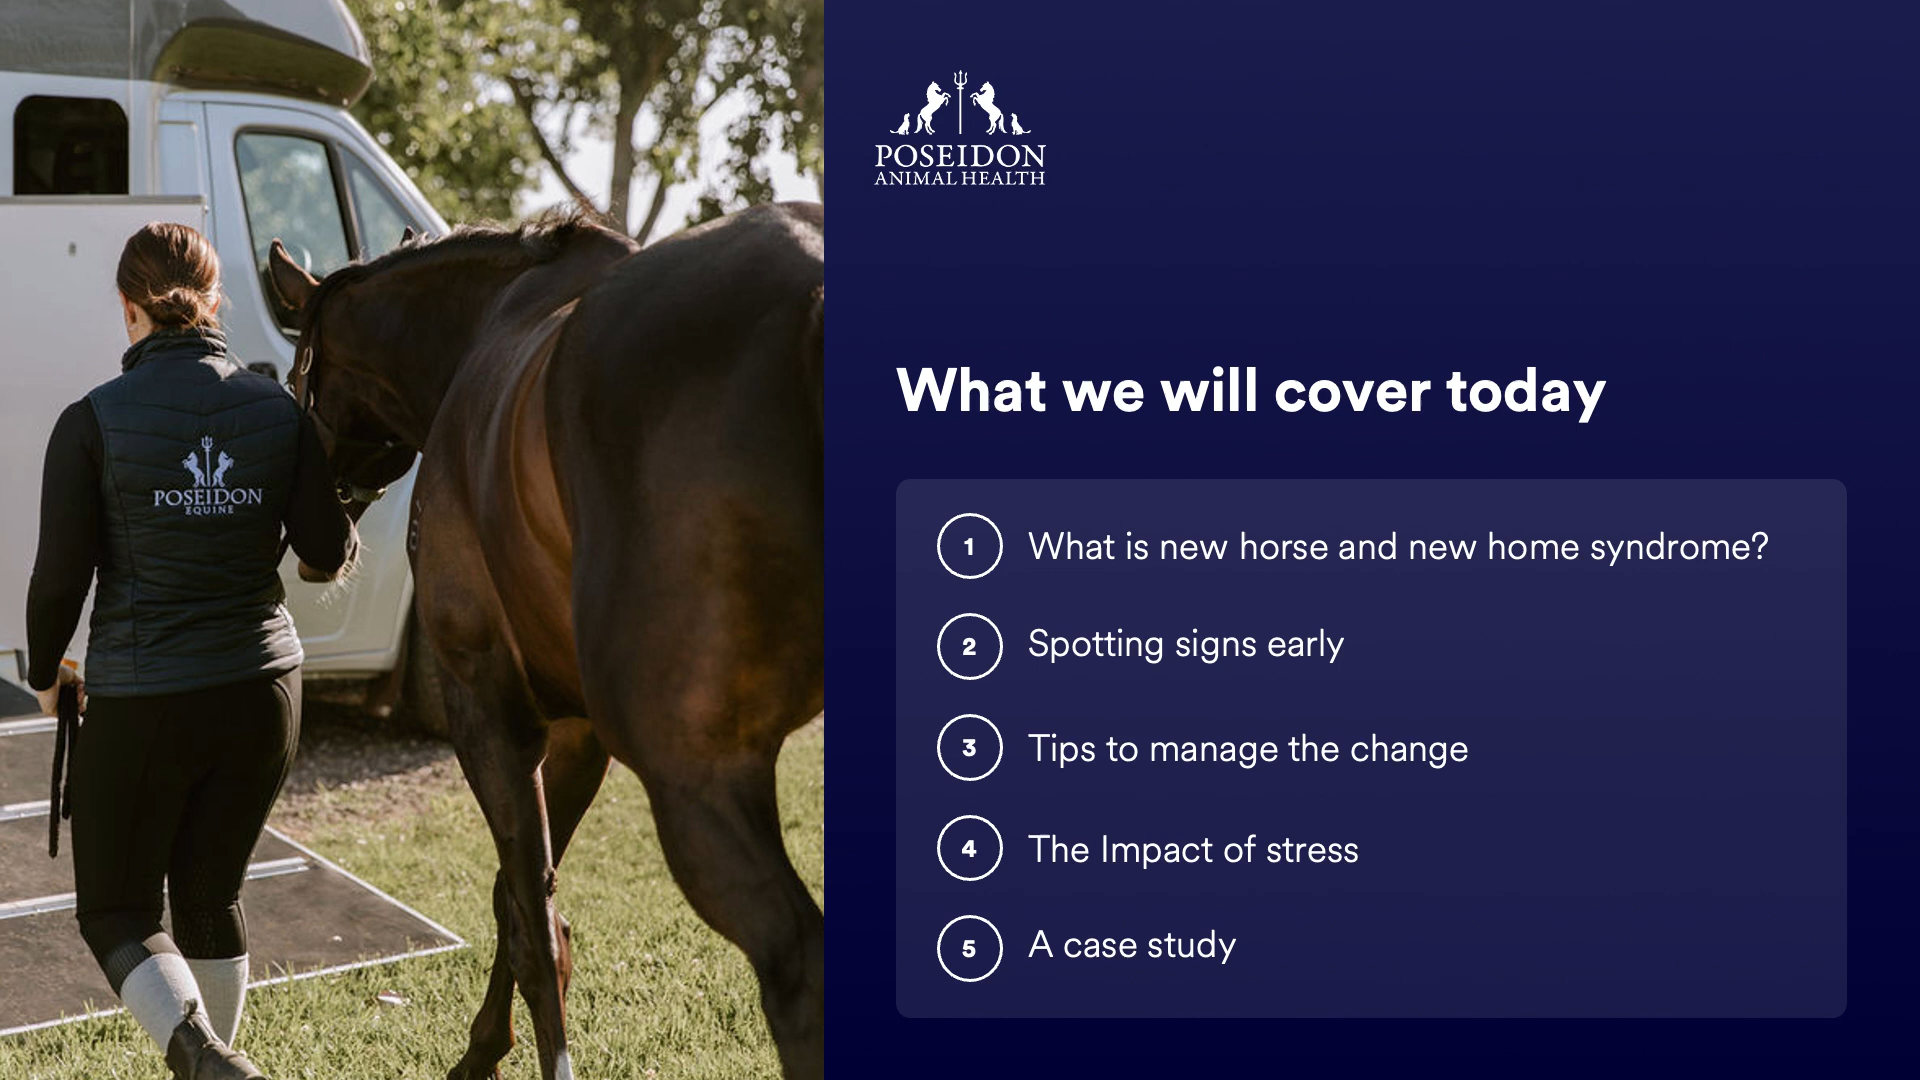 POSEIDON
EQUINE
POSEIDON
ANIMAL HEALTH
What we will cover today
1 What is new horse and new home syndrome?
2 Spotting signs early
3 Tips to manage the change
4 The Impact of stress
5 A case study